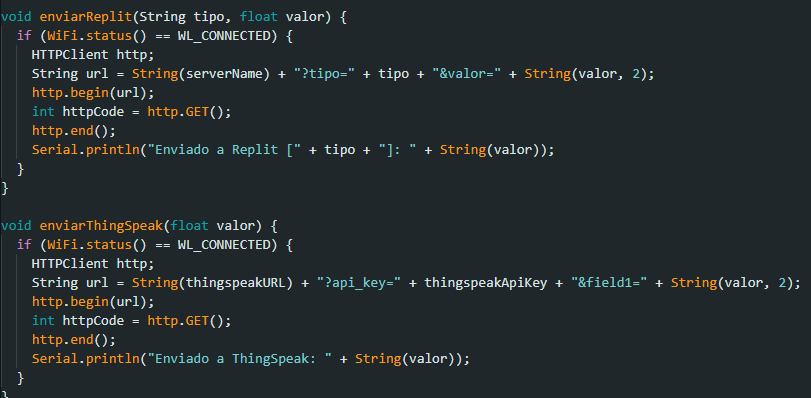 void enviarReplit(String tipo, float valor) {
  if (WiFi.status() == WL_CONNECTED) {
    HTTPClient http;
    String url = String(serverName) + "?tipo=" + tipo + "&valor=" + String(valor, 2);
    http.begin(url);
    int httpCode = http.GET();
    http.end();
    Serial.println("Enviado a Replit [" + tipo + "]: " + String(valor));
  }
}

void enviarThingSpeak(float valor) {
  if (WiFi.status() == WL_CONNECTED) {
    HTTPClient http;
    String url = String(thingspeakURL) + "?api_key=" + thingspeakApiKey + "&field1=" + String(valor, 2);
    http.begin(url);
    int httpCode = http.GET();
    http.end();
    Serial.println("Enviado a ThingSpeak: " + String(valor));
  }
}